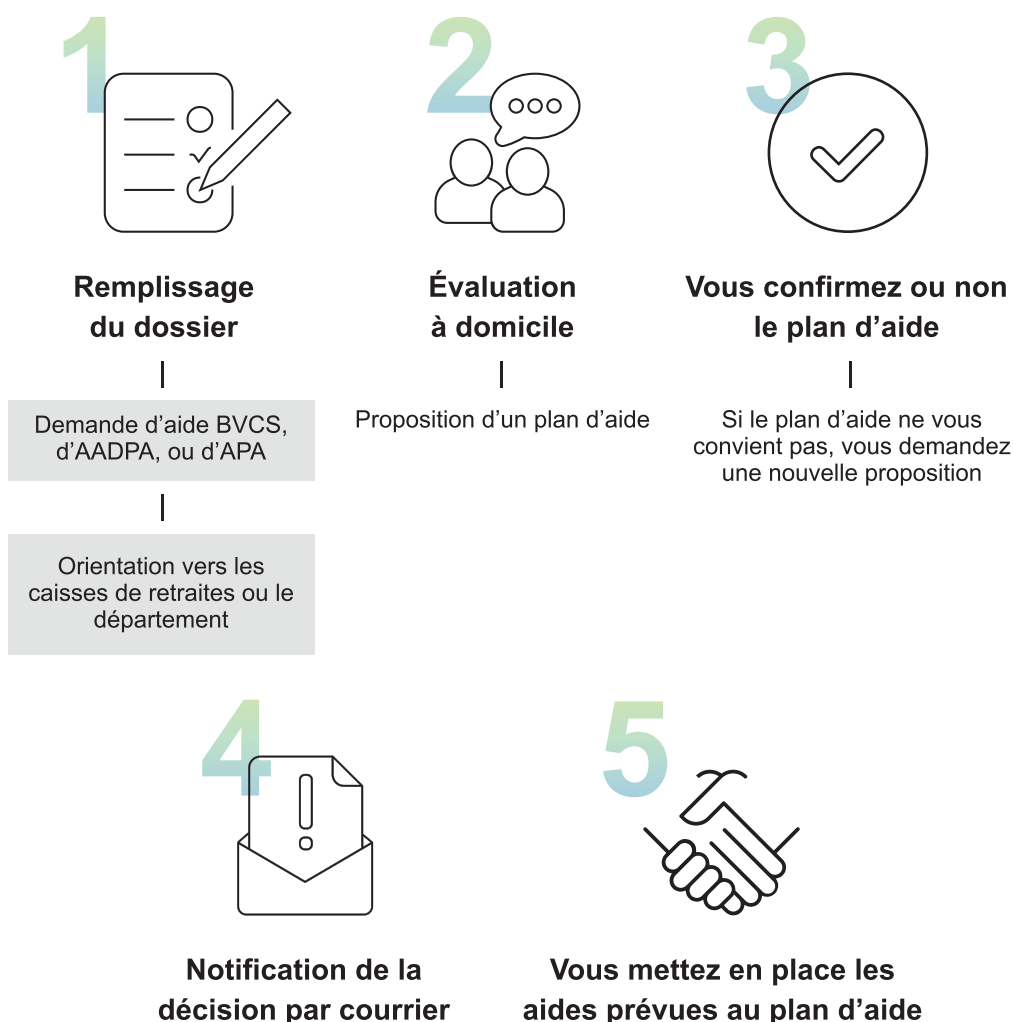 1
Remplissage
du dossier
Demande d’aide BVCS,
d’AADPA, ou d’APA
Orientation vers les
caisses de retraites ou le
département
2
Évaluation
à domicile
Proposition d’un plan d’aide
3
Vous confirmez ou non
le plan d’aide
Si le plan d’aide ne vous
convient pas, vous demandez
une nouvelle proposition
4
Notification de la
décision par courrier
5
Vous mettez en place les
aides prévues au plan d’aide